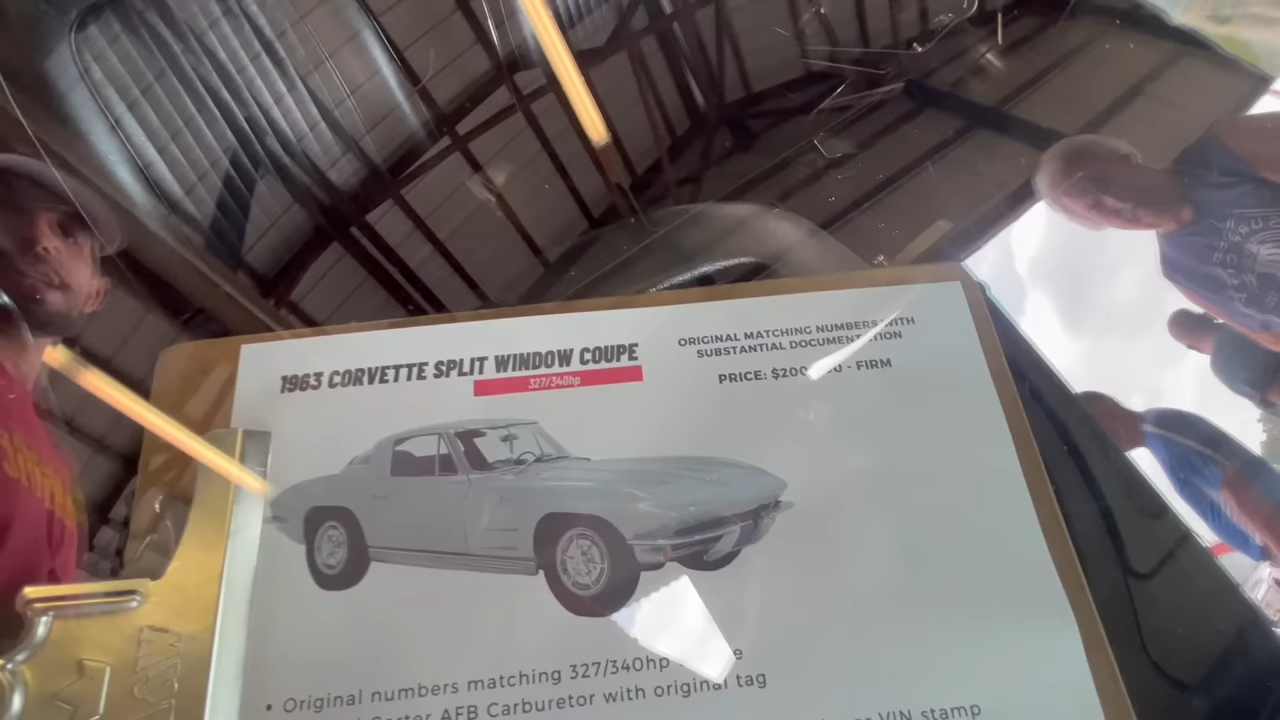 1963 CORVETTE SPLIT WINDOW COUPE
327/340hp
ORIGINAL MATCHING NUMBERS WITH
SUBSTANTIAL DOCUMENTATION
PRICE: - FIRM
• Original numbers matching 327/340hp
Carter AFB Carburetor with original tag
VIN stamp